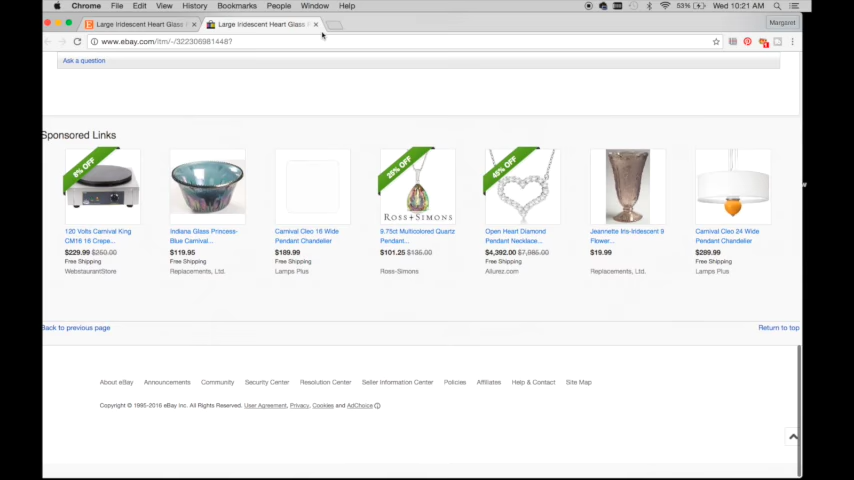 Chrome File Edit View History Bookmarks People Window Help 53% Wed 10:21 AM
Large Iridescent Heart Glass Large Iridescent Heart Glass Margaret
www.ebay.com/itm/-/322306981448?
Ask a question
Sponsored Links
8% OFF 25% OFF 45% OFF
ROSS+SIMONS
120 Volts Carnival King Indiana Glass Princess- Carnival Cleo 16 Wide 9.75ct Multicolored Quartz Open Heart Diamond Jeannette Iris-Iridescent 9 Carnival Cleo 24 Wide
CM16 16 Crepe... Blue Carnival... Pendant Chandelier Pendant... Pendant Necklace... Flower... Pendant Chandelier
$229.99 $250.00 $119.95 $189.99 $101.25 $135.00 $4,392.00 $7,985.00 $19.99 $289.99
Free Shipping Free Shipping Free Shipping Free Shipping Free Shipping Free Shipping
WebstaurantStore Replacements, Ltd. Lamps Plus Ross-Simons Allurez.com Replacements, Ltd. Lamps Plus
Back to previous page Return to top
About eBay Announcements Community Security Center Resolution Center Seller Information Center Policies Affiliates Help & Contact Site Map
Copyright © 1995-2016 eBay Inc. All Rights Reserved. User Agreement, Privacy, Cookies and AdChoice